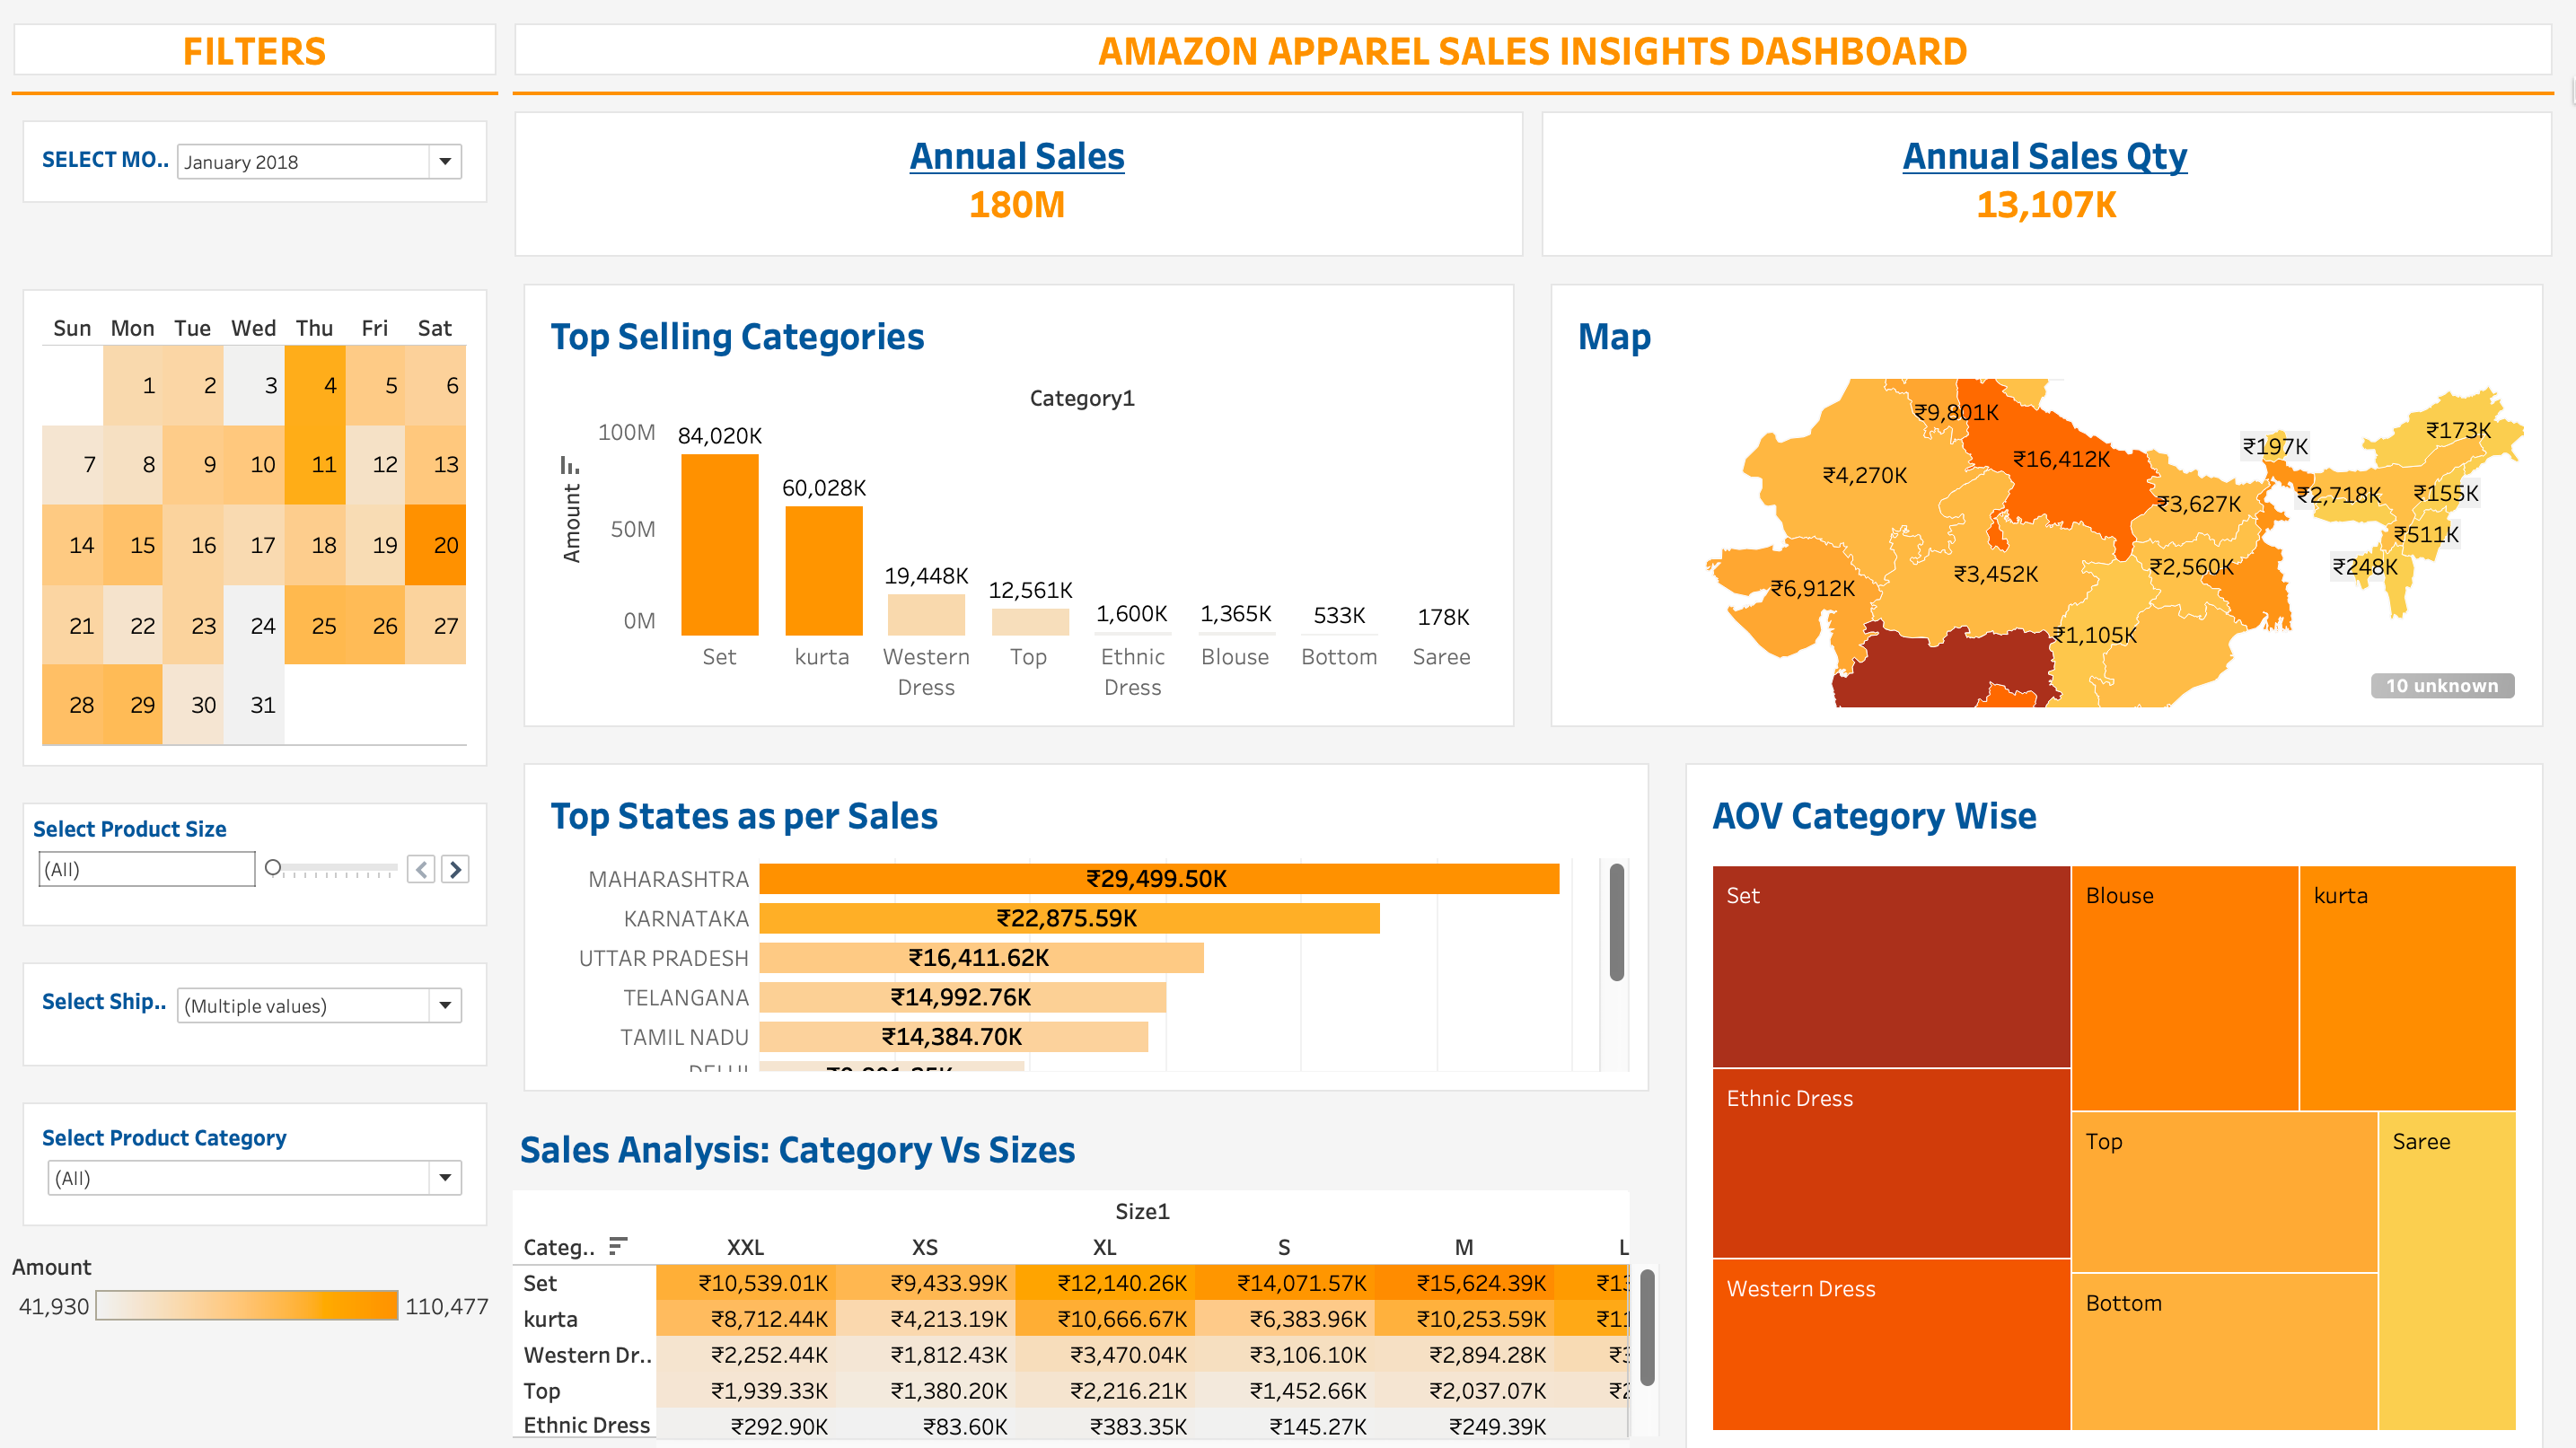 FILTERS
AMAZON APPAREL SALES INSIGHTS DASHBOARD
SELECT MO..
January 2018
Annual Sales
180M
Annual Sales Qty
13,107K
Sun Mon Tue Wed Thu Fri Sat
1 2 3 4 5 6
7 8 9 10 11 12 13
14 15 16 17 18 19 20
21 22 23 24 25 26 27
28 29 30 31
Select Product Size
(All)
Select Ship..
(Multiple values)
Select Product Category
(All)
Amount
41,930
110,477
Top Selling Categories
Category1
Amount
100M
50M
0M
84,020K
60,028K
19,448K
12,561K
1,600K
1,365K
533K
178K
Set
kurta
Western Dress
Top
Ethnic Dress
Blouse
Bottom
Saree
Map
₹9,801K
₹16,412K
₹4,270K
₹197K
₹173K
₹3,627K
₹2,718K
₹155K
₹511K
₹6,912K
₹3,452K
₹2,560K
₹248K
₹1,105K
10 unknown
Top States as per Sales
MAHARASHTRA ₹29,499.50K
KARNATAKA ₹22,875.59K
UTTAR PRADESH ₹16,411.62K
TELANGANA ₹14,992.76K
TAMIL NADU ₹14,384.70K
AOV Category Wise
Set
Blouse
kurta
Ethnic Dress
Top
Saree
Western Dress
Bottom
Sales Analysis: Category Vs Sizes
Size1
Categ.. XXL XS XL S M L
Set ₹10,539.01K ₹9,433.99K ₹12,140.26K ₹14,071.57K ₹15,624.39K
kurta ₹8,712.44K ₹4,213.19K ₹10,666.67K ₹6,383.96K ₹10,253.59K
Western Dr.. ₹2,252.44K ₹1,812.43K ₹3,470.04K ₹3,106.10K ₹2,894.28K
Top ₹1,939.33K ₹1,380.20K ₹2,216.21K ₹1,452.66K ₹2,037.07K
Ethnic Dress ₹292.90K ₹83.60K ₹383.35K ₹145.27K ₹249.39K